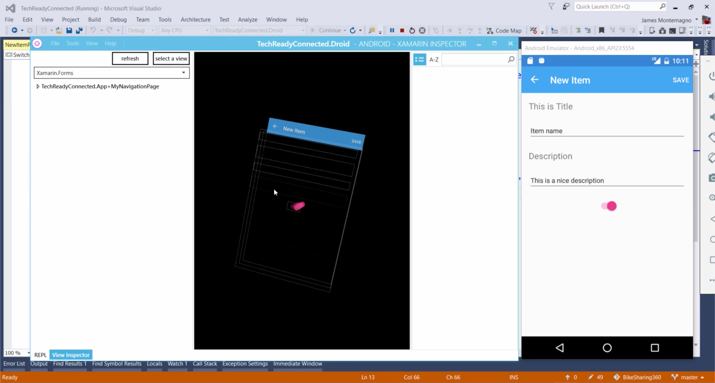 TechReadyConnected (Running) - Microsoft Visual Studio
Quick Launch (Ctrl+Q)
File Edit View Project Build Debug Team Tools Architecture Test Analyze Window Help
James Montemagno
Debug Any CPU TechReadyConnected.Droid Continue Code Map
NewItemP
Switch
File Tools View Help
TechReadyConnected.Droid - ANDROID - XAMARIN INSPECTOR
refresh select a view
A-Z
Xamarin.Forms
TechReadyConnected.App+MyNavigationPage
New Item
SAVE
Android Emulator - Android_x86_API23:5554
10:11
New Item SAVE
This is Title
Item name
Description
This is a nice description
100 %
REPL View Inspector
Error List Output Find Results 1 Find Symbol Results Locals Watch 1 Call Stack Exception Settings Immediate Window
Ready Ln 13 Col 66 Ch 66 INS 0 49 BikeSharing360 master